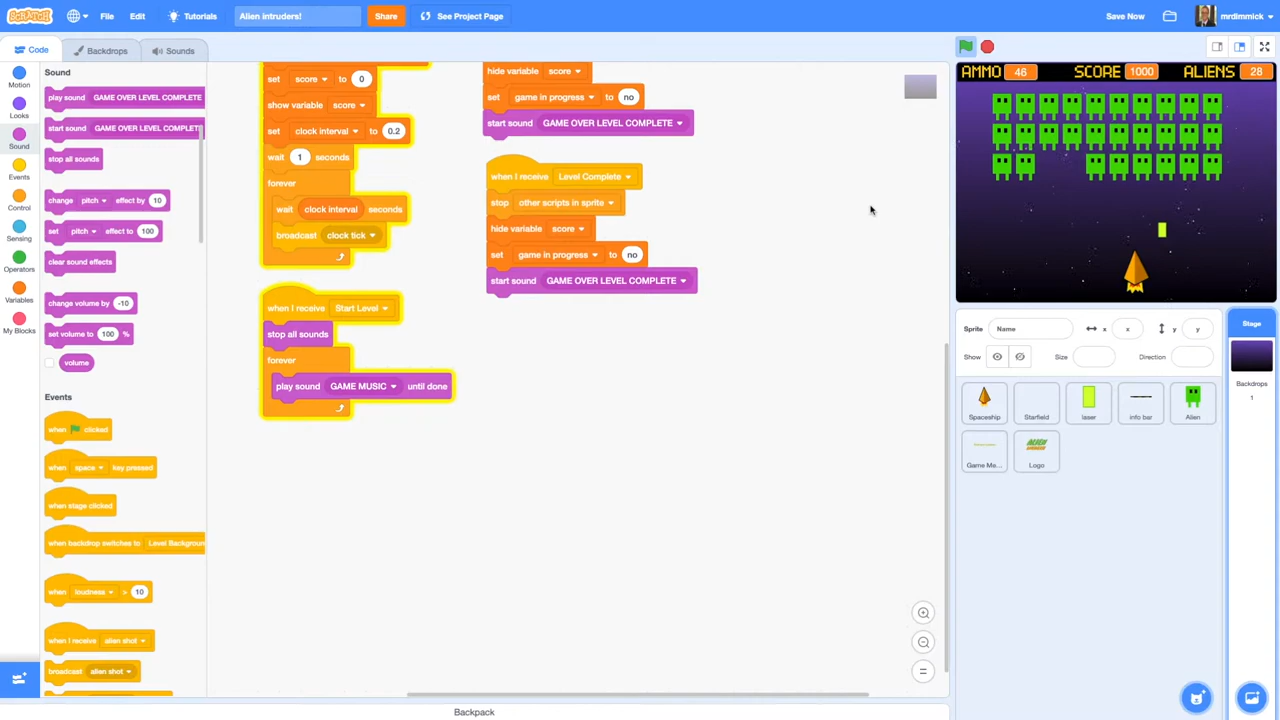 SCRATCH File Edit Tutorials Alien intruders! Share See Project Page Save Now mrdimmick
Code Backdrops Sounds
Motion
Looks
Sound
Events
Control
Sensing
Operators
Variables
My Blocks
Sound
play sound GAME OVER LEVEL COMPLETE
start sound GAME OVER LEVEL COMPLETE
stop all sounds
change pitch effect by 10
set pitch effect to 100
clear sound effects
change volume by -10
set volume to 100 %
volume
Events
when clicked
when space key pressed
when stage clicked
when backdrop switches to Level Backgroun
when loudness > 10
when I receive alien shot
broadcast alien shot
set score to 0
show variable score
set clock interval to 0.2
wait 1 seconds
forever
wait clock interval seconds
broadcast clock tick
when I receive Start Level
stop all sounds
forever
play sound GAME MUSIC until done
hide variable score
set game in progress to no
start sound GAME OVER LEVEL COMPLETE
when I receive Level Complete
stop other scripts in sprite
hide variable score
set game in progress to no
start sound GAME OVER LEVEL COMPLETE
AMMO 46 SCORE 1000 ALIENS 28
Sprite Name x x y y
Show Size Direction
Spaceship Starfield laser info bar Alien
Game Me... Logo
Stage
Backdrops
1
Backpack